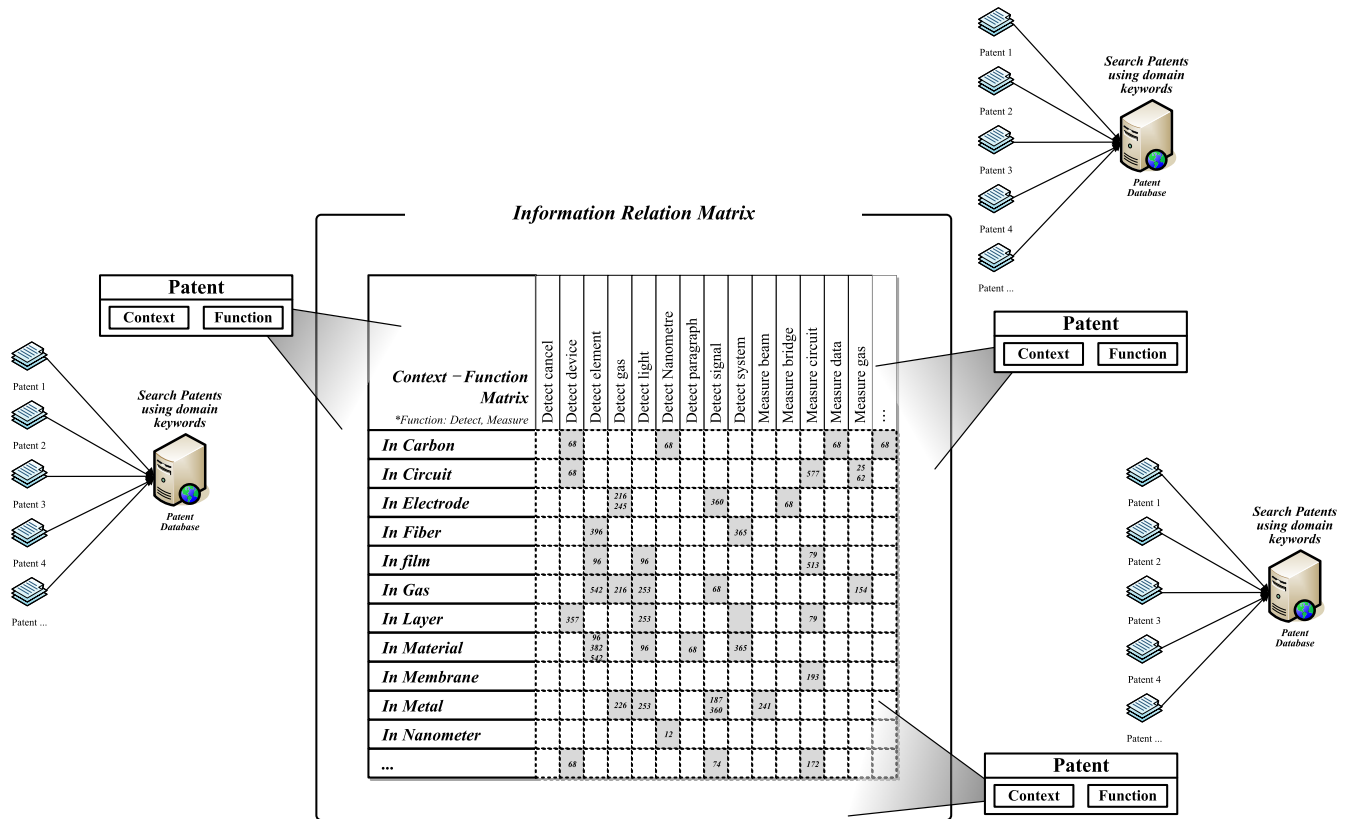 Patent 1
Patent 2
Patent 3
Patent 4
Patent ...
Search Patents
using domain
keywords
Patent
Database
Information Relation Matrix
Patent
Context Function
Patent 1
Patent 2
Patent 3
Patent 4
Patent ...
Search Patents
using domain
keywords
Patent
Database
Context – Function
Matrix
*Function: Detect, Measure
Detect cancel
Detect device
Detect element
Detect gas
Detect light
Detect Nanometre
Detect paragraph
Detect signal
Detect system
Measure beam
Measure bridge
Measure circuit
Measure data
Measure gas
...
In Carbon 68 68 68 68
In Circuit 68 577 25 62
In Electrode 216 245 360 68
In Fiber 396 365
In film 96 96 79 513
In Gas 542 216 253 68 154
In Layer 357 253 79
In Material 96 382 542 96 68 365
In Membrane 193
In Metal 226 253 187 360 241
In Nanometer 12
... 68 74 172
Patent
Context Function
Patent 1
Patent 2
Patent 3
Patent 4
Patent ...
Search Patents
using domain
keywords
Patent
Database
Patent
Context Function